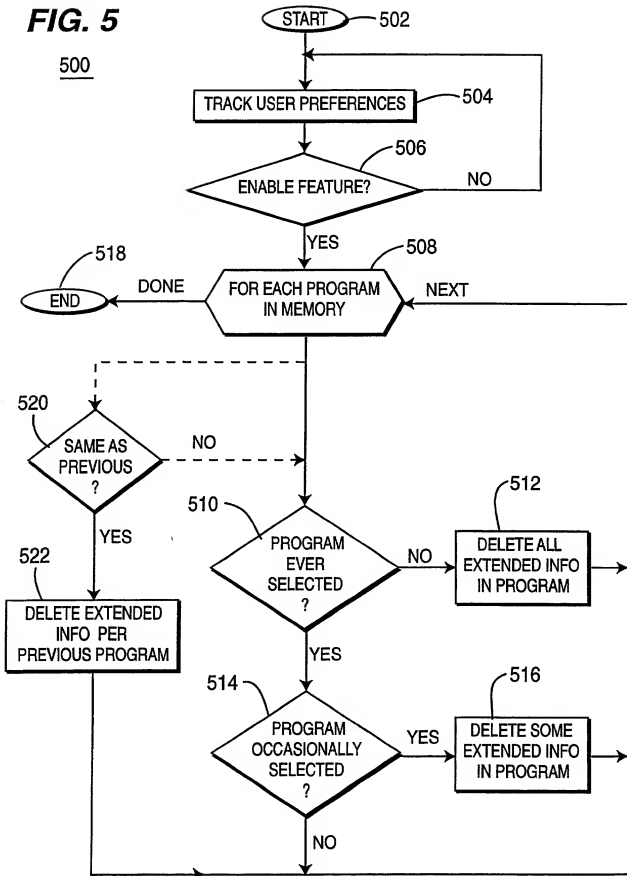 FIG. 5
500
START
502
TRACK USER PREFERENCES
504
506
ENABLE FEATURE?
NO
YES
518
508
END
DONE
FOR EACH PROGRAM
IN MEMORY
NEXT
520
SAME AS
PREVIOUS
?
NO
YES
510
PROGRAM
EVER
SELECTED
?
NO
512
DELETE ALL
EXTENDED INFO
IN PROGRAM
522
DELETE EXTENDED
INFO PER
PREVIOUS PROGRAM
YES
514
PROGRAM
OCCASIONALLY
SELECTED
?
YES
516
DELETE SOME
EXTENDED INFO
IN PROGRAM
NO